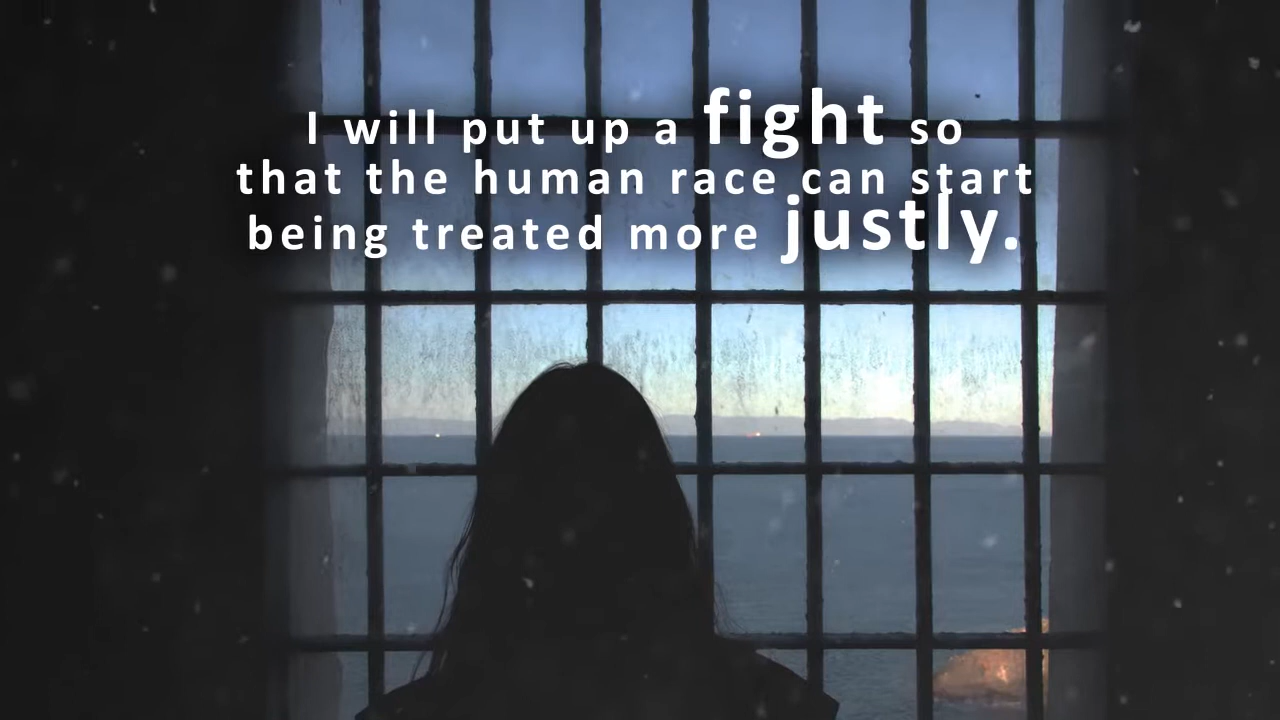 I will put up a fight so
that the human race can start
being treated more justly.